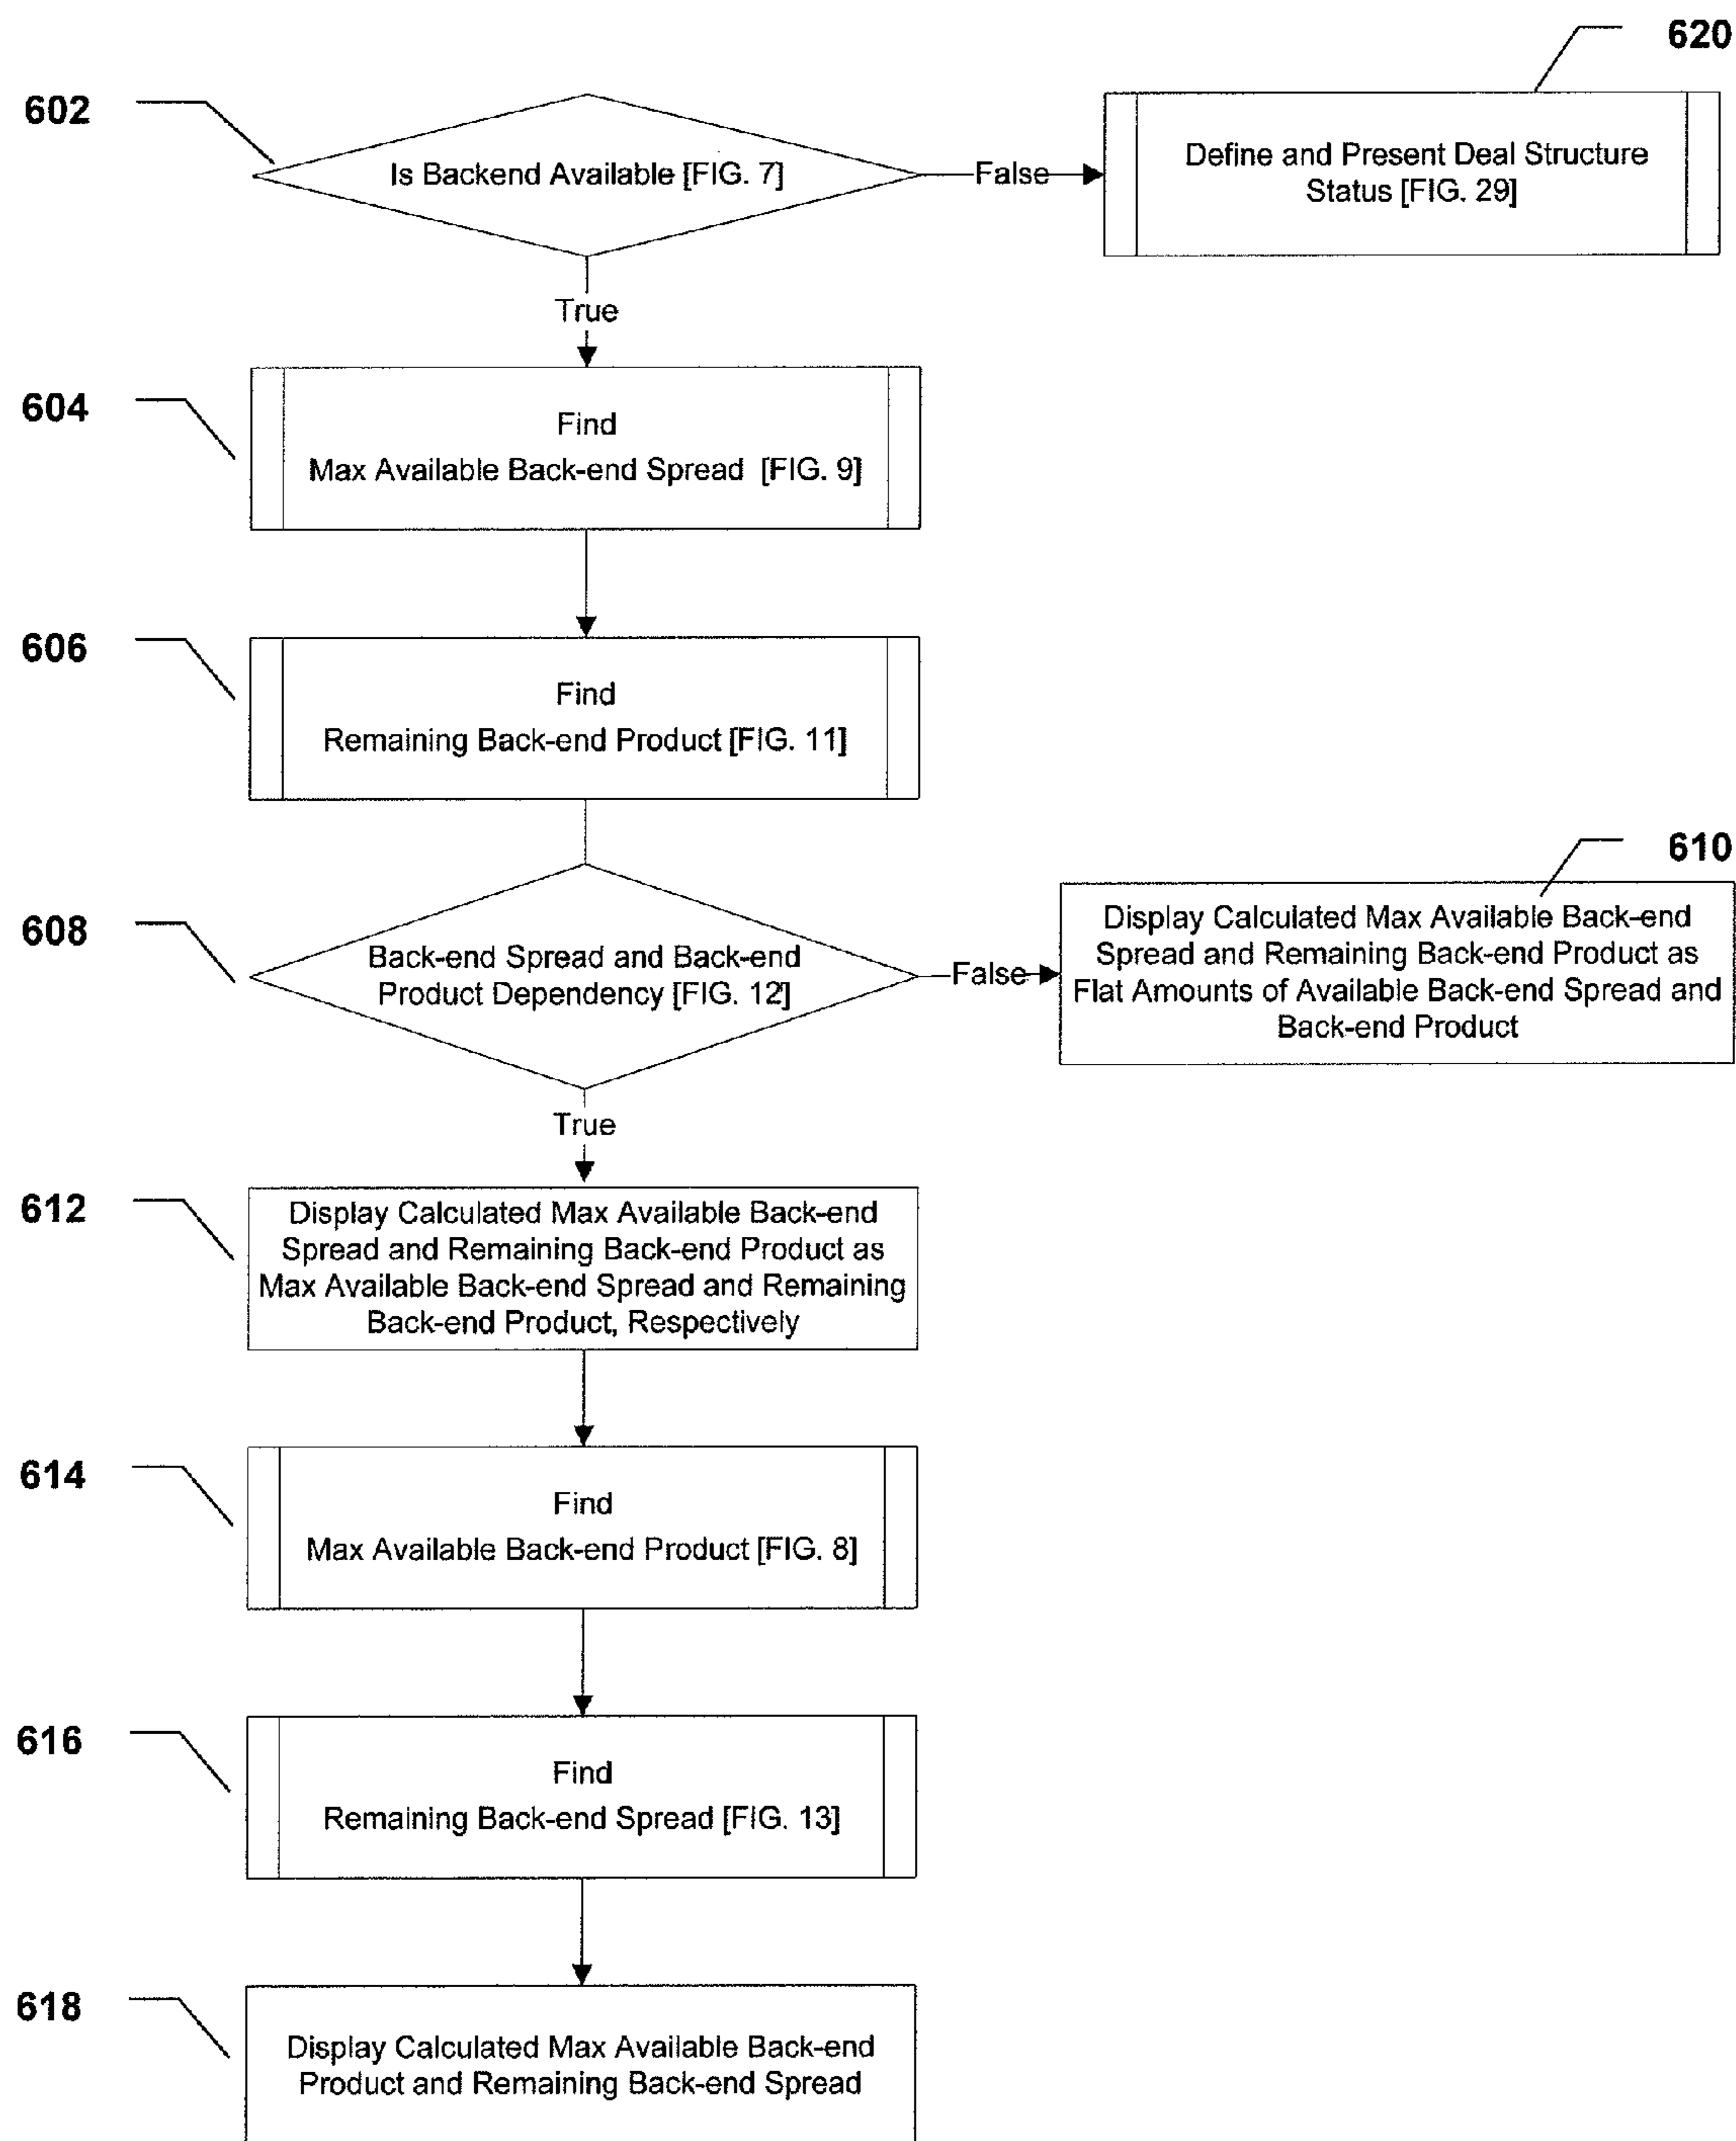 620
602
Is Backend Available [FIG. 7]
False
Define and Present Deal Structure
Status [FIG. 29]
True
604
Find
Max Available Back-end Spread [FIG. 9]
606
Find
Remaining Back-end Product [FIG. 11]
610
608
Back-end Spread and Back-end
Product Dependency [FIG. 12]
False
Display Calculated Max Available Back-end
Spread and Remaining Back-end Product as
Flat Amounts of Available Back-end Spread and
Back-end Product
True
612
Display Calculated Max Available Back-end
Spread and Remaining Back-end Product as
Max Available Back-end Spread and Remaining
Back-end Product, Respectively
614
Find
Max Available Back-end Product [FIG. 8]
616
Find
Remaining Back-end Spread [FIG. 13]
618
Display Calculated Max Available Back-end
Product and Remaining Back-end Spread